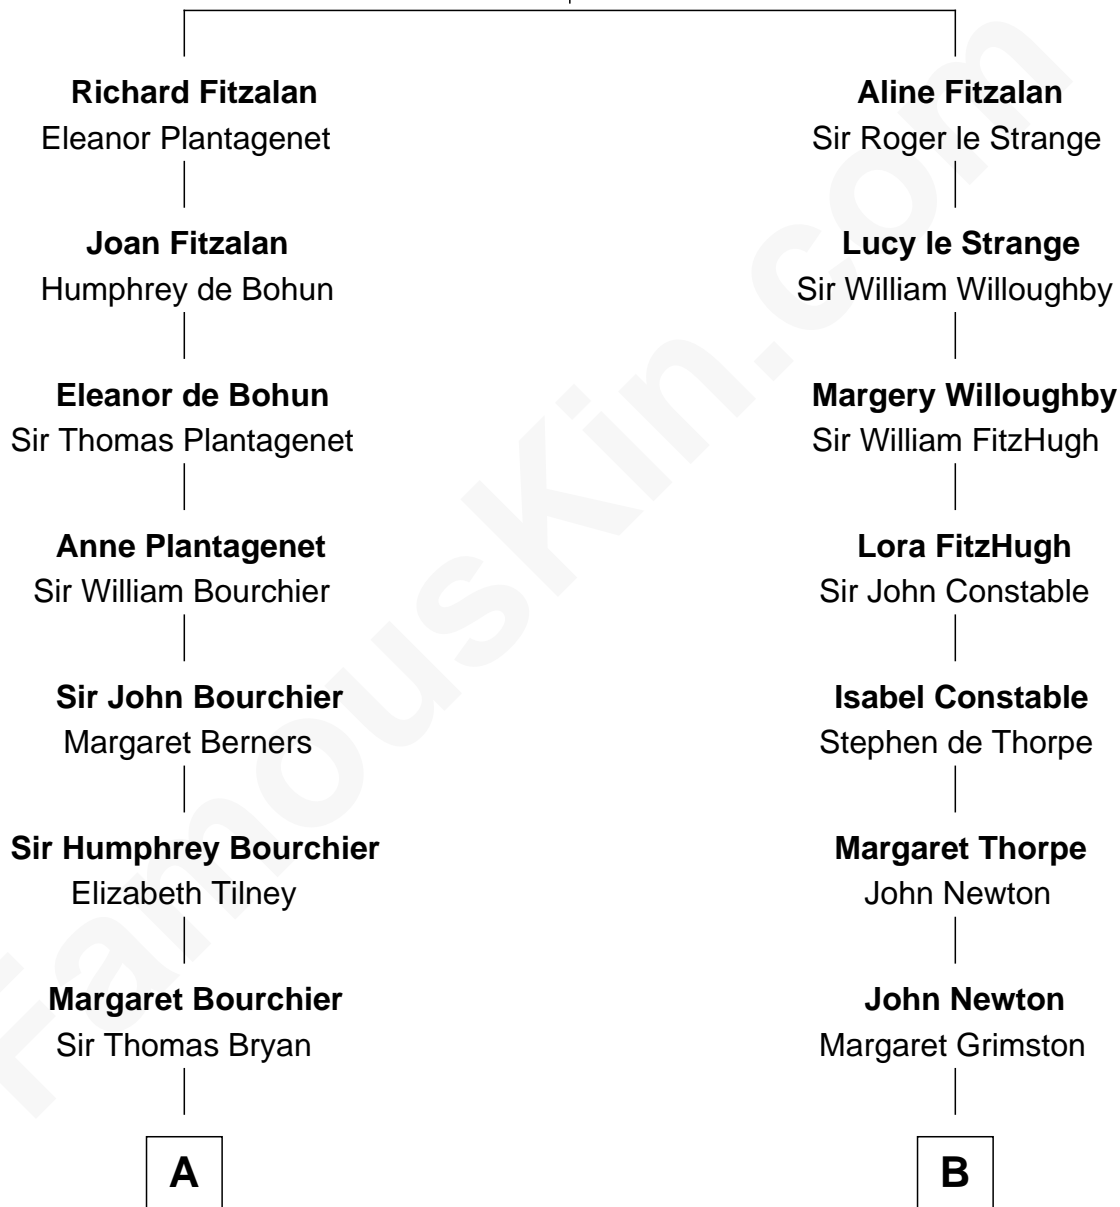 Richard Fitzalan
Eleanor Plantagenet
Joan Fitzalan
Humphrey de Bohun
Eleanor de Bohun
Sir Thomas Plantagenet
Anne Plantagenet
Sir William Bourchier
Sir John Bourchier
Margaret Berners
Sir Humphrey Bourchier
Elizabeth Tilney
Margaret Bourchier
Sir Thomas Bryan
A
Aline Fitzalan
Sir Roger le Strange
Lucy le Strange
Sir William Willoughby
Margery Willoughby
Sir William FitzHugh
Lora FitzHugh
Sir John Constable
Isabel Constable
Stephen de Thorpe
Margaret Thorpe
John Newton
John Newton
Margaret Grimston
B
FamousKin.com